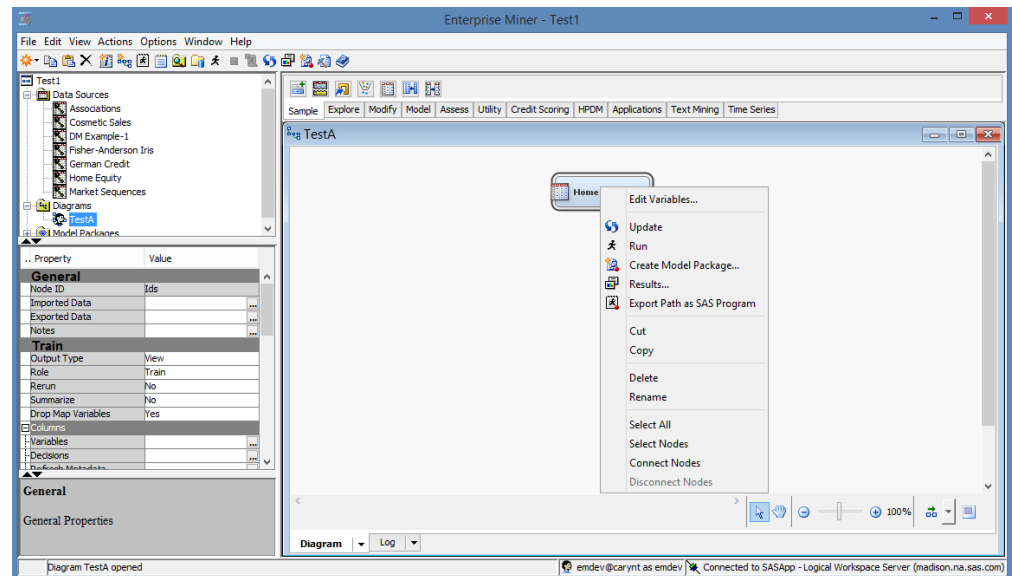 Enterprise Miner - Test1
File Edit View Actions Options Window Help
Test1
Data Sources
Associations
Cosmetic Sales
DM Example-1
Fisher-Anderson Iris
German Credit
Home Equity
Market Sequences
Diagrams
TestA
Model Packages
.. Property Value
General
Node ID Ids
Imported Data ...
Exported Data ...
Notes ...
Train
Output Type View
Role Train
Rerun No
Summarize No
Drop Map Variables Yes
Columns
Variables ...
Decisions ...
Refresh Metadata
General
General Properties
Sample Explore Modify Model Assess Utility Credit Scoring HPDM Applications Text Mining Time Series
TestA
Home
Edit Variables...
Update
Run
Create Model Package...
Results...
Export Path as SAS Program
Cut
Copy
Delete
Rename
Select All
Select Nodes
Connect Nodes
Disconnect Nodes
100%
Diagram Log
Diagram TestA opened
emdev@carynt as emdev Connected to SASApp - Logical Workspace Server (madison.na.sas.com)